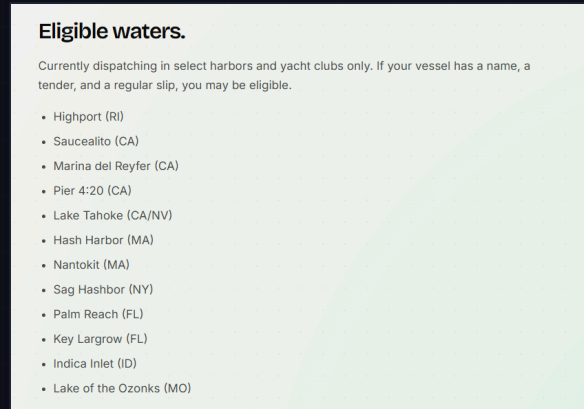 Eligible waters.
Currently dispatching in select harbors and yacht clubs only. If your vessel has a name, a
tender, and a regular slip, you may be eligible.
• Highport (RI)
• Saucealito (CA)
• Marina del Reyfer (CA)
• Pier 4:20 (CA)
• Lake Tahoke (CA/NV)
• Hash Harbor (MA)
• Nantokit (MA)
• Sag Hashbor (NY)
• Palm Reach (FL)
• Key Largrow (FL)
• Indica Inlet (ID)
• Lake of the Ozonks (MO)